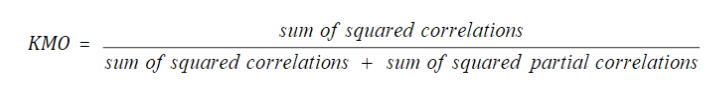 sum of squared correlations
KMO =
sum of squared correlations + sum of squared partial correlations